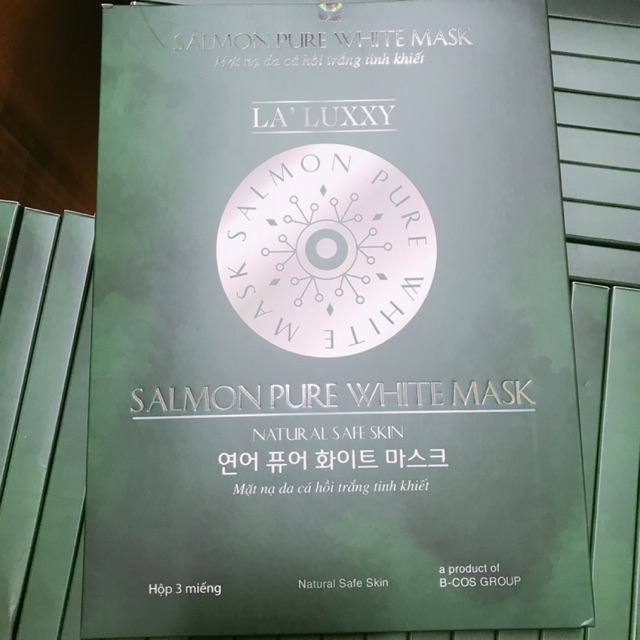 SALMON PURE WHITE MASK
Mặt nạ da cá hồi trắng tinh khiết
LA' LUXXY
SALMON PURE WHITE MASK
SALMON PURE WHITE MASK
NATURAL SAFE SKIN
연어 퓨어 화이트 마스크
Mặt nạ da cá hồi trắng tinh khiết
Hộp 3 miếng
Natural Safe Skin
a product of
B-COS GROUP